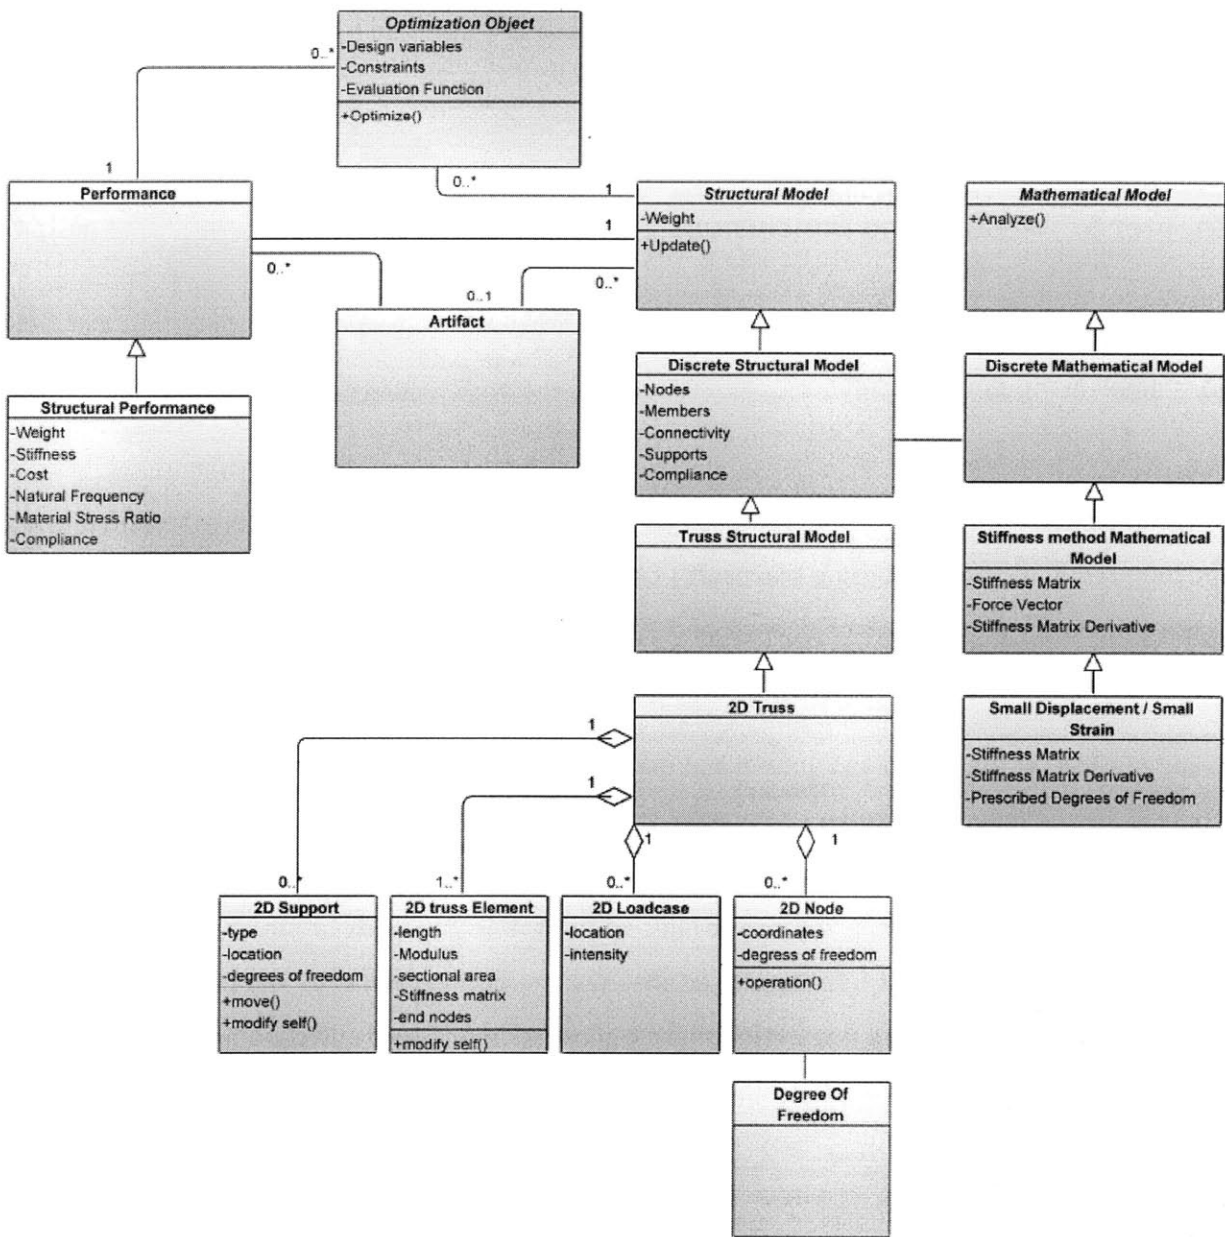 Optimization Object
-Design variables
-Constraints
-Evaluation Function
+Optimize()
0..*
1
0..*
1
Performance
Structural Model
-Weight
+Update()
Mathematical Model
+Analyze()
1
0..*
0..*
0..1
Artifact
Structural Performance
-Weight
-Stiffness
-Cost
-Natural Frequency
-Material Stress Ratio
-Compliance
Discrete Structural Model
-Nodes
-Members
-Connectivity
-Supports
-Compliance
Discrete Mathematical Model
Truss Structural Model
Stiffness method Mathematical
Model
-Stiffness Matrix
-Force Vector
-Stiffness Matrix Derivative
2D Truss
Small Displacement / Small
Strain
-Stiffness Matrix
-Stiffness Matrix Derivative
-Prescribed Degrees of Freedom
1
1
1
1
0..*
1..*
0..*
0..*
2D Support
-type
-location
-degrees of freedom
+move()
+modify self()
2D truss Element
-length
-Modulus
-sectional area
-Stiffness matrix
-end nodes
+modify self()
2D Loadcase
-location
-intensity
2D Node
-coordinates
-degress of freedom
+operation()
Degree Of
Freedom